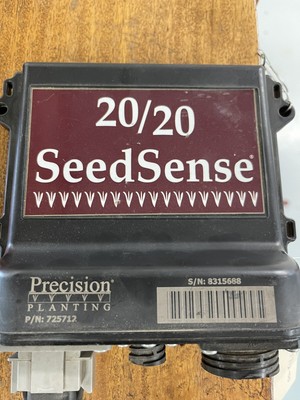 20/20
SeedSense®
Precision®
PLANTING
P/N: 725712
S/N: 8315688